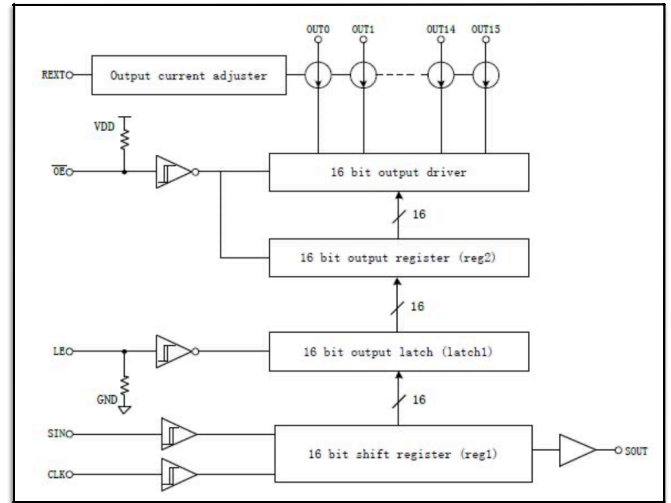 OUT0 OUT1 OUT14 OUT15
REXT Output current adjuster
VDD
OE 16 bit output driver
16
16 bit output register (reg2)
16
LE 16 bit output latch (latch1)
GND 16
SIN
16 bit shift register (reg1) SOUT
CLK